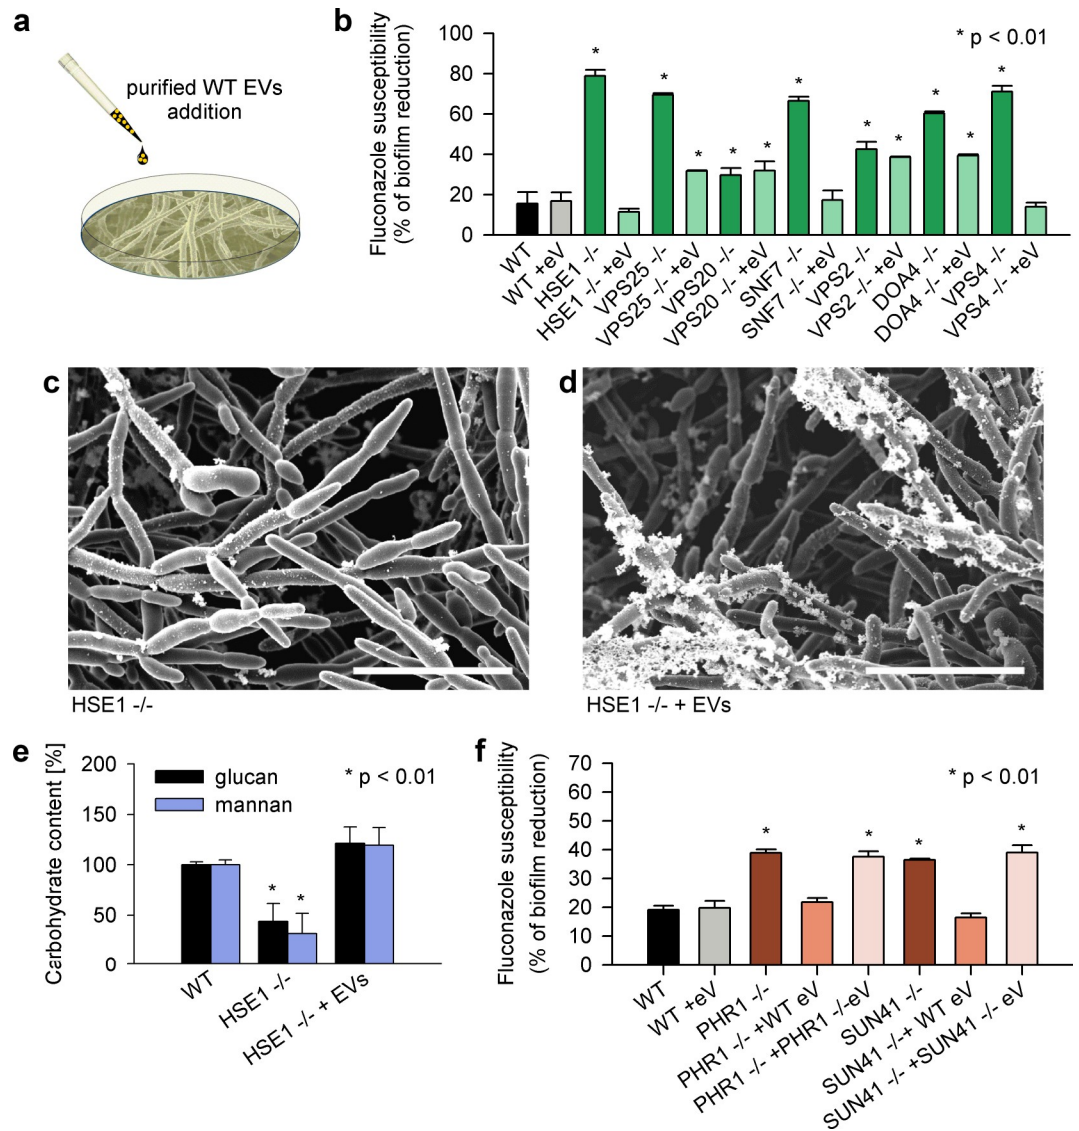 a
purified WT EVs
addition
b
Fluconazole susceptibility
(% of biofilm reduction)
100
80
60
40
20
0
* p < 0.01
*
*
*
*
*
*
*
*
*
*
*
WT
WT +eV
HSE1 -/-
HSE1 -/- +eV
VPS25 -/-
VPS25 -/- +eV
VPS20 -/-
VPS20 -/- +eV
SNF7 -/-
SNF7 -/- +eV
VPS2 -/-
VPS2 -/- +eV
DOA4 -/-
DOA4 -/- +eV
VPS4 -/-
VPS4 -/- +eV
c
HSE1 -/-
d
HSE1 -/- + EVs
e
Carbohydrate content [%]
200
150
100
50
0
glucan
mannan
* p < 0.01
*
*
WT
HSE1 -/-
HSE1 -/- + EVs
f
Fluconazole susceptibility
(% of biofilm reduction)
70
60
50
40
30
20
10
0
* p < 0.01
*
*
*
*
WT
WT +eV
PHR1 -/-
PHR1 -/- +WT eV
PHR1 -/- +PHR1 -/-eV
SUN41 -/-
SUN41 -/-+ WT eV
SUN41 -/- +SUN41 -/- eV